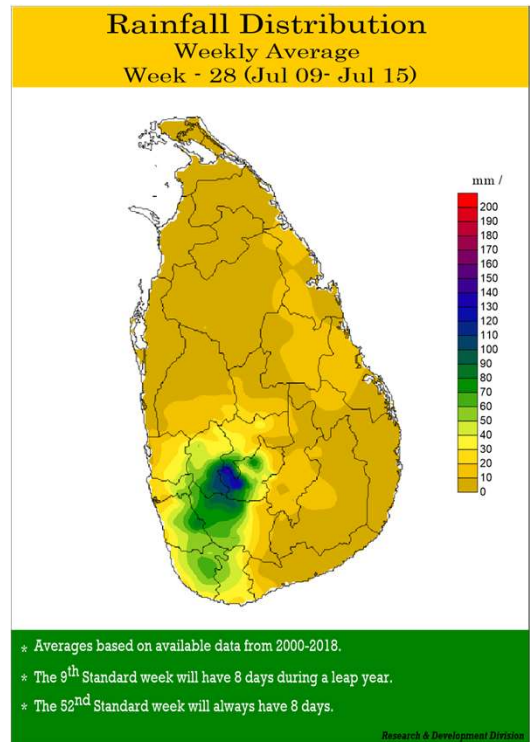 Rainfall Distribution
Weekly Average
Week - 28 (Jul 09- Jul 15)
mm /
200
190
180
170
160
150
140
130
120
110
100
90
80
70
60
50
40
30
20
10
0
* Averages based on available data from 2000-2018.
* The 9th Standard week will have 8 days during a leap year.
* The 52nd Standard week will always have 8 days.
Research & Development Division